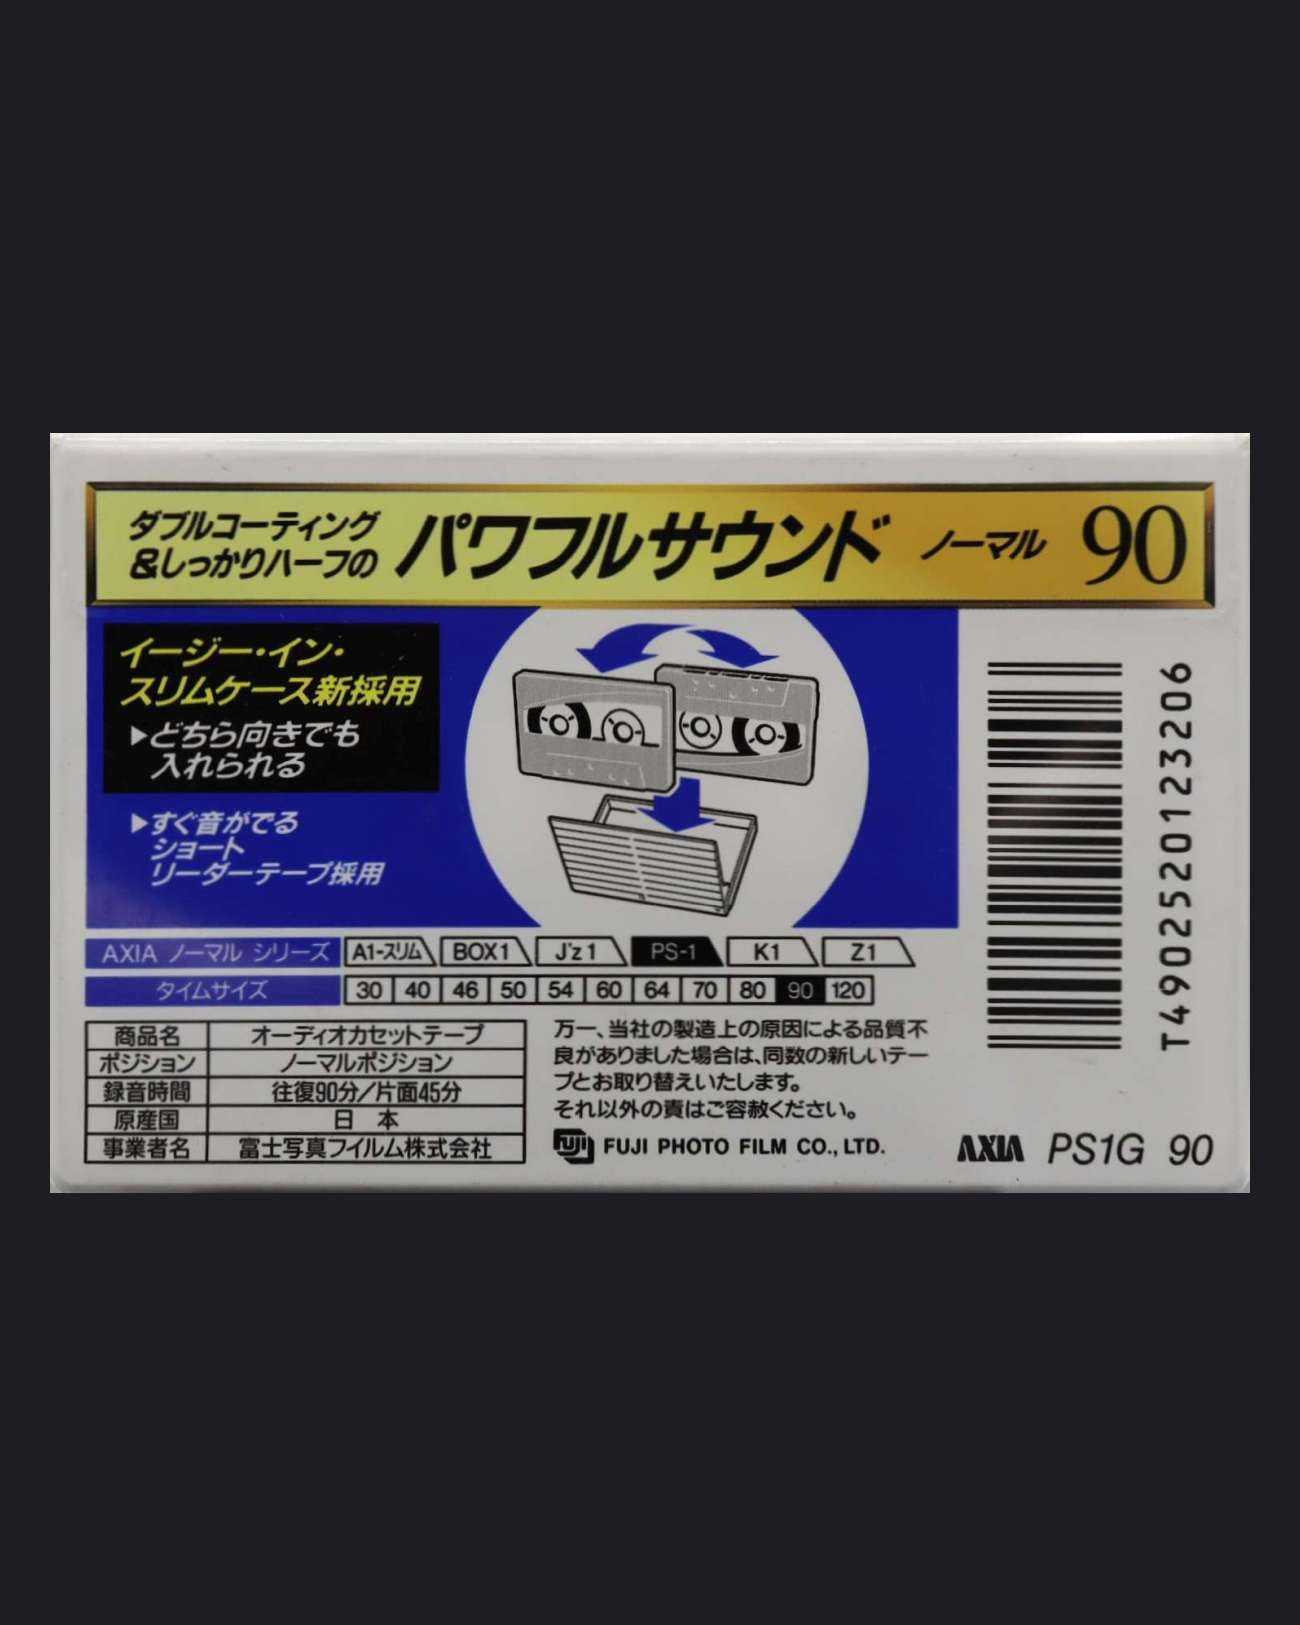 ダブルコーティング
&しっかりハーフの
パワフルサウンド ノーマル 90
イージー・イン・
スリムケース新採用
▶どちら向きでも
入れられる
▶すぐ音がでる
ショート
リーダーテープ採用
AXIA ノーマル シリーズ A1-スリム BOX1 J'z1 PS-1 K1 Z1
タイムサイズ 30 40 46 50 54 60 64 70 80 90 120
商品名 オーディオカセットテープ
ポジション ノーマルポジション
録音時間 往復90分/片面45分
原産国 日本
事業者名 富士写真フイルム株式会社
万一、当社の製造上の原因による品質不
良がありました場合は、同数の新しいテー
プとお取り替えいたします。
それ以外の責はご容赦ください。
FUJI FUJI PHOTO FILM CO., LTD.
T4902520123206
AXIA PS1G 90